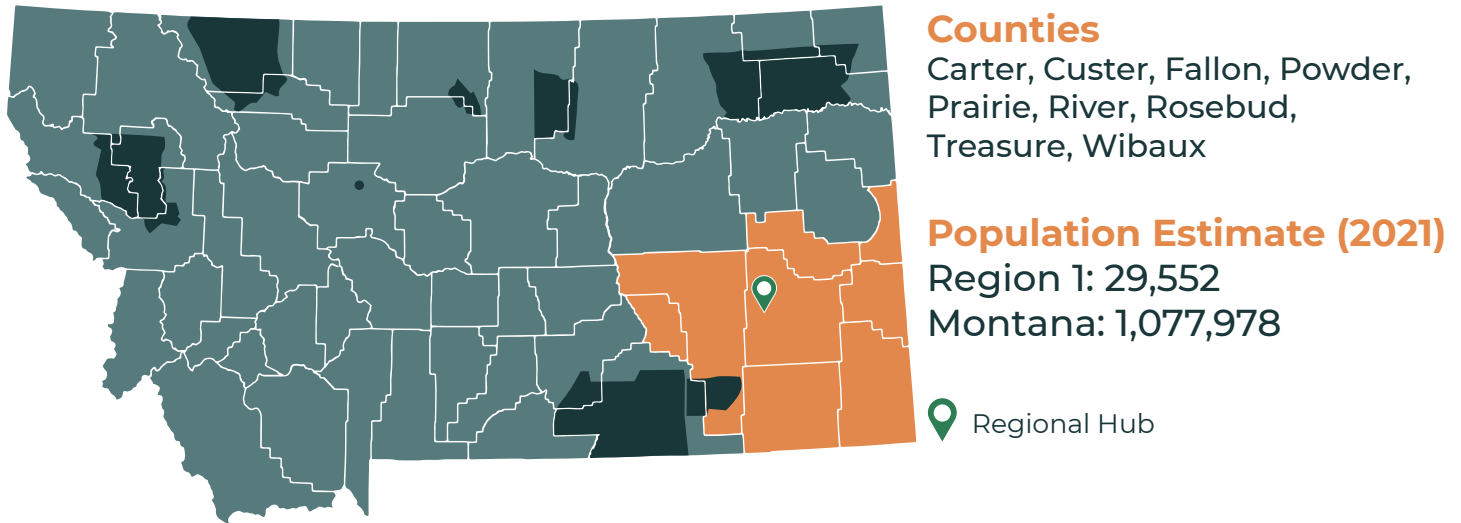 Counties
Carter, Custer, Fallon, Powder,
Prairie, River, Rosebud,
Treasure, Wibaux
Population Estimate (2021)
Region 1: 29,552
Montana: 1,077,978
Regional Hub